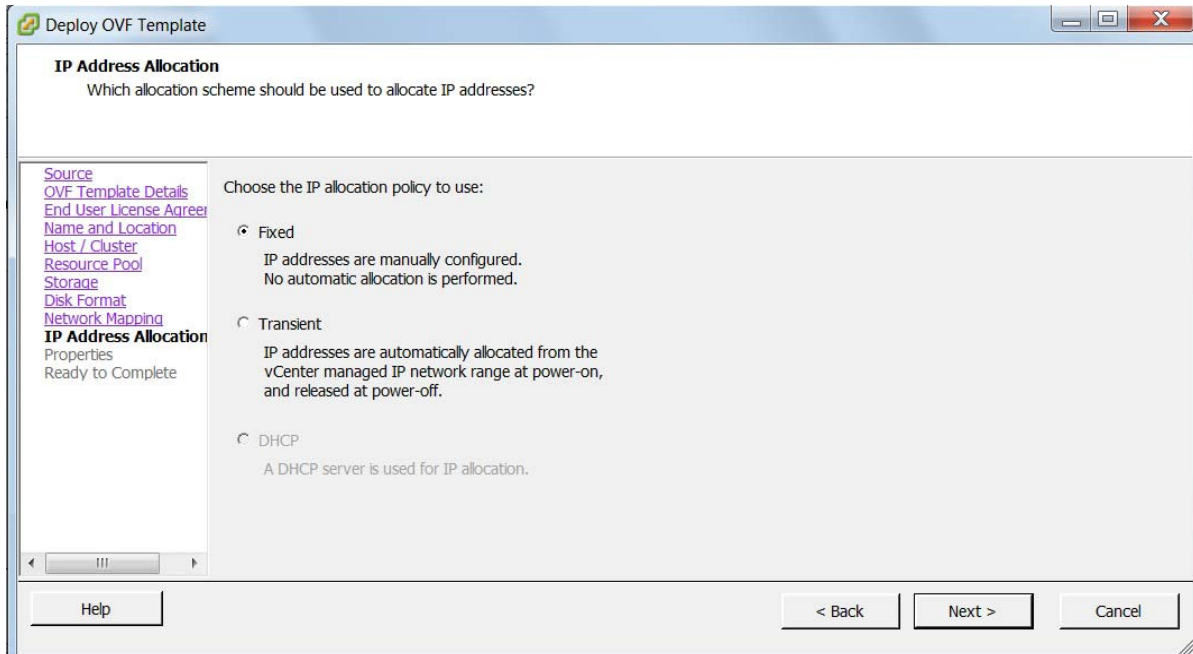 Deploy OVF Template
IP Address Allocation
Which allocation scheme should be used to allocate IP addresses?
Source
OVF Template Details
End User License Agreer
Name and Location
Host / Cluster
Resource Pool
Storage
Disk Format
Network Mapping
IP Address Allocation
Properties
Ready to Complete
Choose the IP allocation policy to use:
Fixed
IP addresses are manually configured.
No automatic allocation is performed.
Transient
IP addresses are automatically allocated from the
vCenter managed IP network range at power-on,
and released at power-off.
DHCP
A DHCP server is used for IP allocation.
Help
< Back
Next >
Cancel